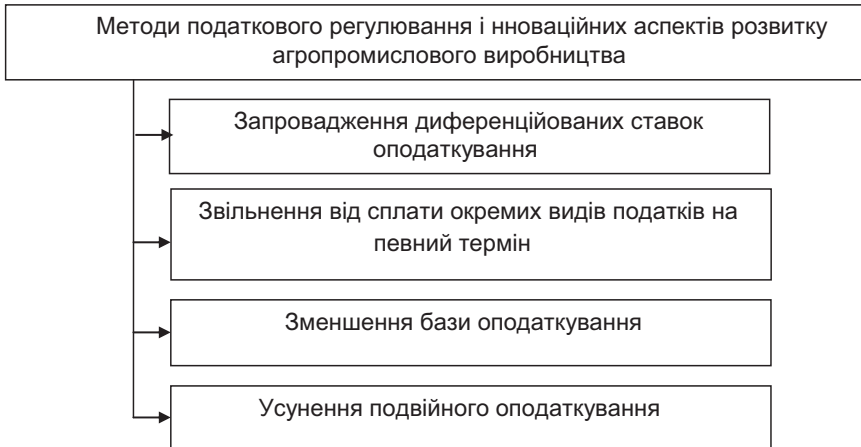 Методи податкового регулювання і нноваційних аспектів розвитку
агропромислового виробництва
Запровадження диференційованих ставок
оподаткування
Звільнення від сплати окремих видів податків на
певний термін
Зменшення бази оподаткування
Усунення подвійного оподаткування